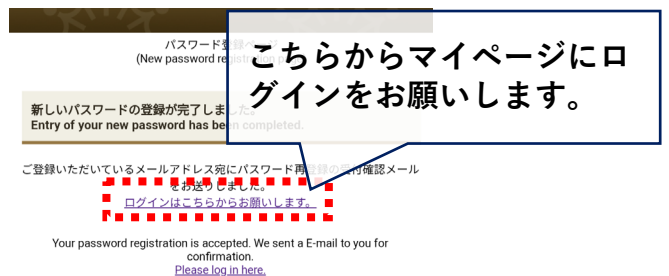 パスワード登録ページ
(New password registration p
こちらからマイページにロ
グインをお願いします。
新しいパスワードの登録が完了しました。
Entry of your new password has been completed.
ご登録いただいているメールアドレス宛にパスワード再登録の受付確認メール
をお送りしました。
ログインはこちらからお願いします。
Your password registration is accepted. We sent a E-mail to you for
confirmation.
Please log in here.